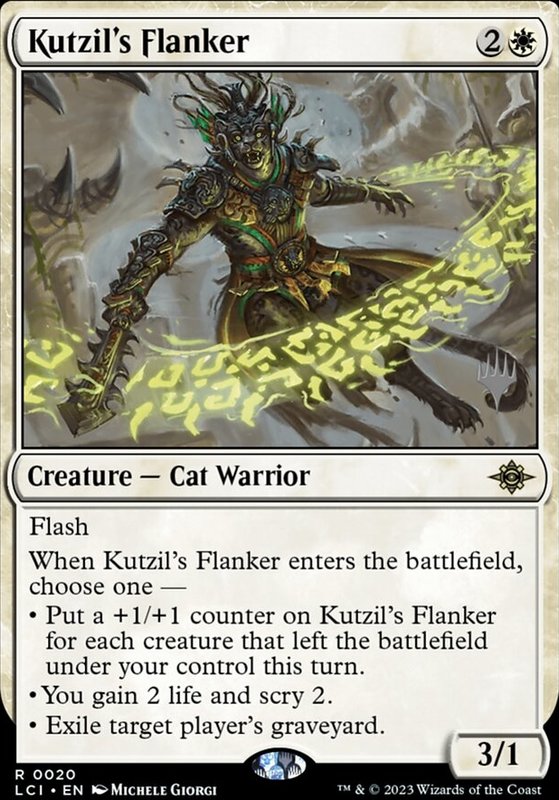 Kutzil's Flanker 2
Creature — Cat Warrior
Flash
When Kutzil's Flanker enters the battlefield,
choose one —
• Put a +1/+1 counter on Kutzil's Flanker
for each creature that left the battlefield
under your control this turn.
• You gain 2 life and scry 2.
• Exile target player's graveyard.
3/1
R 0020
LCI • EN Michele Giorgi
™ & © 2023 Wizards of the Coast